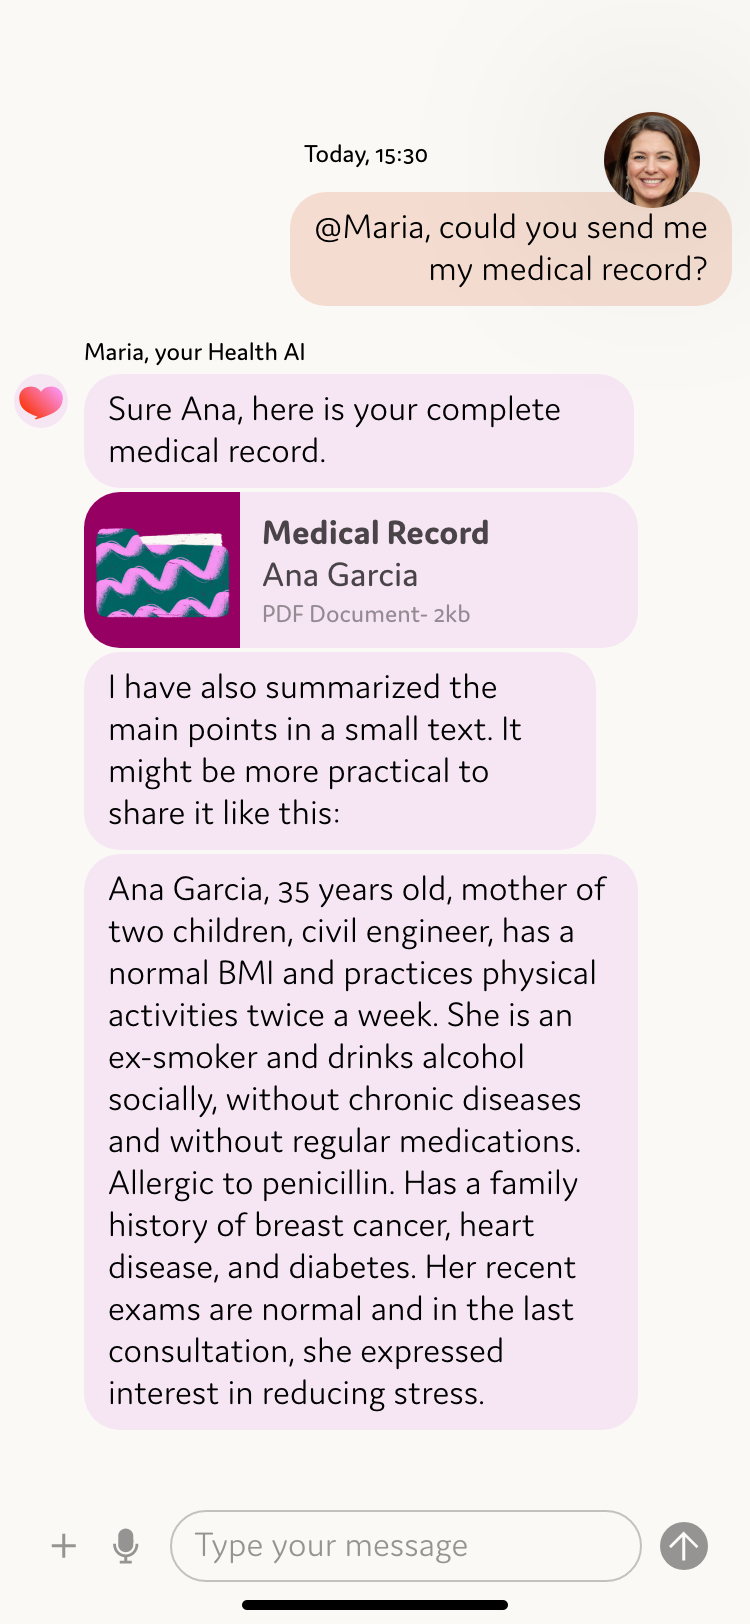 Today, 15:30
@Maria, could you send me
my medical record?
Maria, your Health AI
Sure Ana, here is your complete
medical record.
Medical Record
Ana Garcia
PDF Document- 2kb
I have also summarized the
main points in a small text. It
might be more practical to
share it like this:
Ana Garcia, 35 years old, mother of
two children, civil engineer, has a
normal BMI and practices physical
activities twice a week. She is an
ex-smoker and drinks alcohol
socially, without chronic diseases
and without regular medications.
Allergic to penicillin. Has a family
history of breast cancer, heart
disease, and diabetes. Her recent
exams are normal and in the last
consultation, she expressed
interest in reducing stress.
Type your message